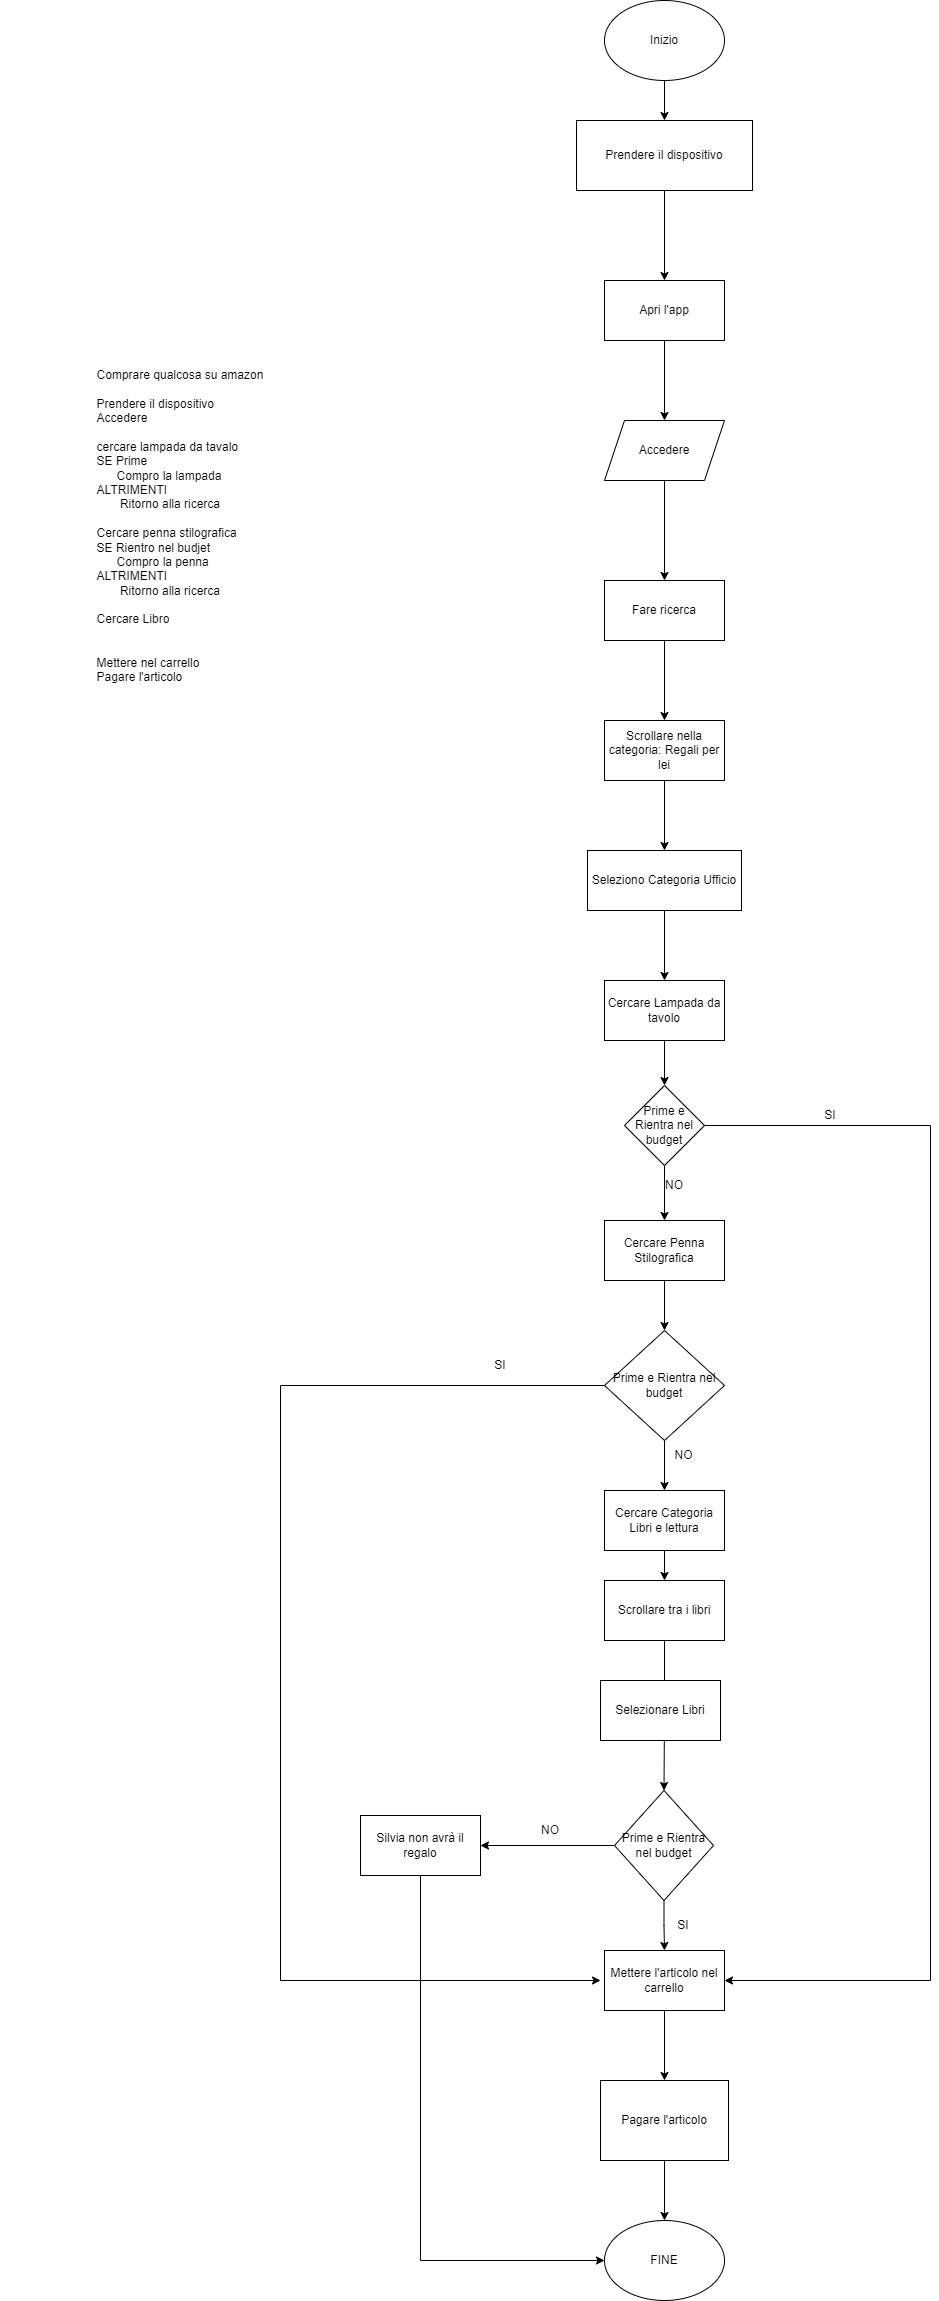 Inizio
Prendere il dispositivo
Apri l'app
Comprare qualcosa su amazon
Prendere il dispositivo
Accedere
cercare lampada da tavalo
SE Prime
Compro la lampada
ALTRIMENTI
Ritorno alla ricerca
Cercare penna stilografica
SE Rientro nel budjet
Compro la penna
ALTRIMENTI
Ritorno alla ricerca
Cercare Libro
Mettere nel carrello
Pagare l'articolo
Accedere
Fare ricerca
Scrollare nella
categoria: Regali per
lei
Seleziono Categoria Ufficio
Cercare Lampada da
tavolo
Prime e
Rientra nel
budget
SI
NO
Cercare Penna
Stilografica
SI
Prime e Rientra nel
budget
NO
Cercare Categoria
Libri e lettura
Scrollare tra i libri
Selezionare Libri
Prime e Rientra
nel budget
NO
Silvia non avrà il
regalo
SI
Mettere l'articolo nel
carrello
Pagare l'articolo
FINE